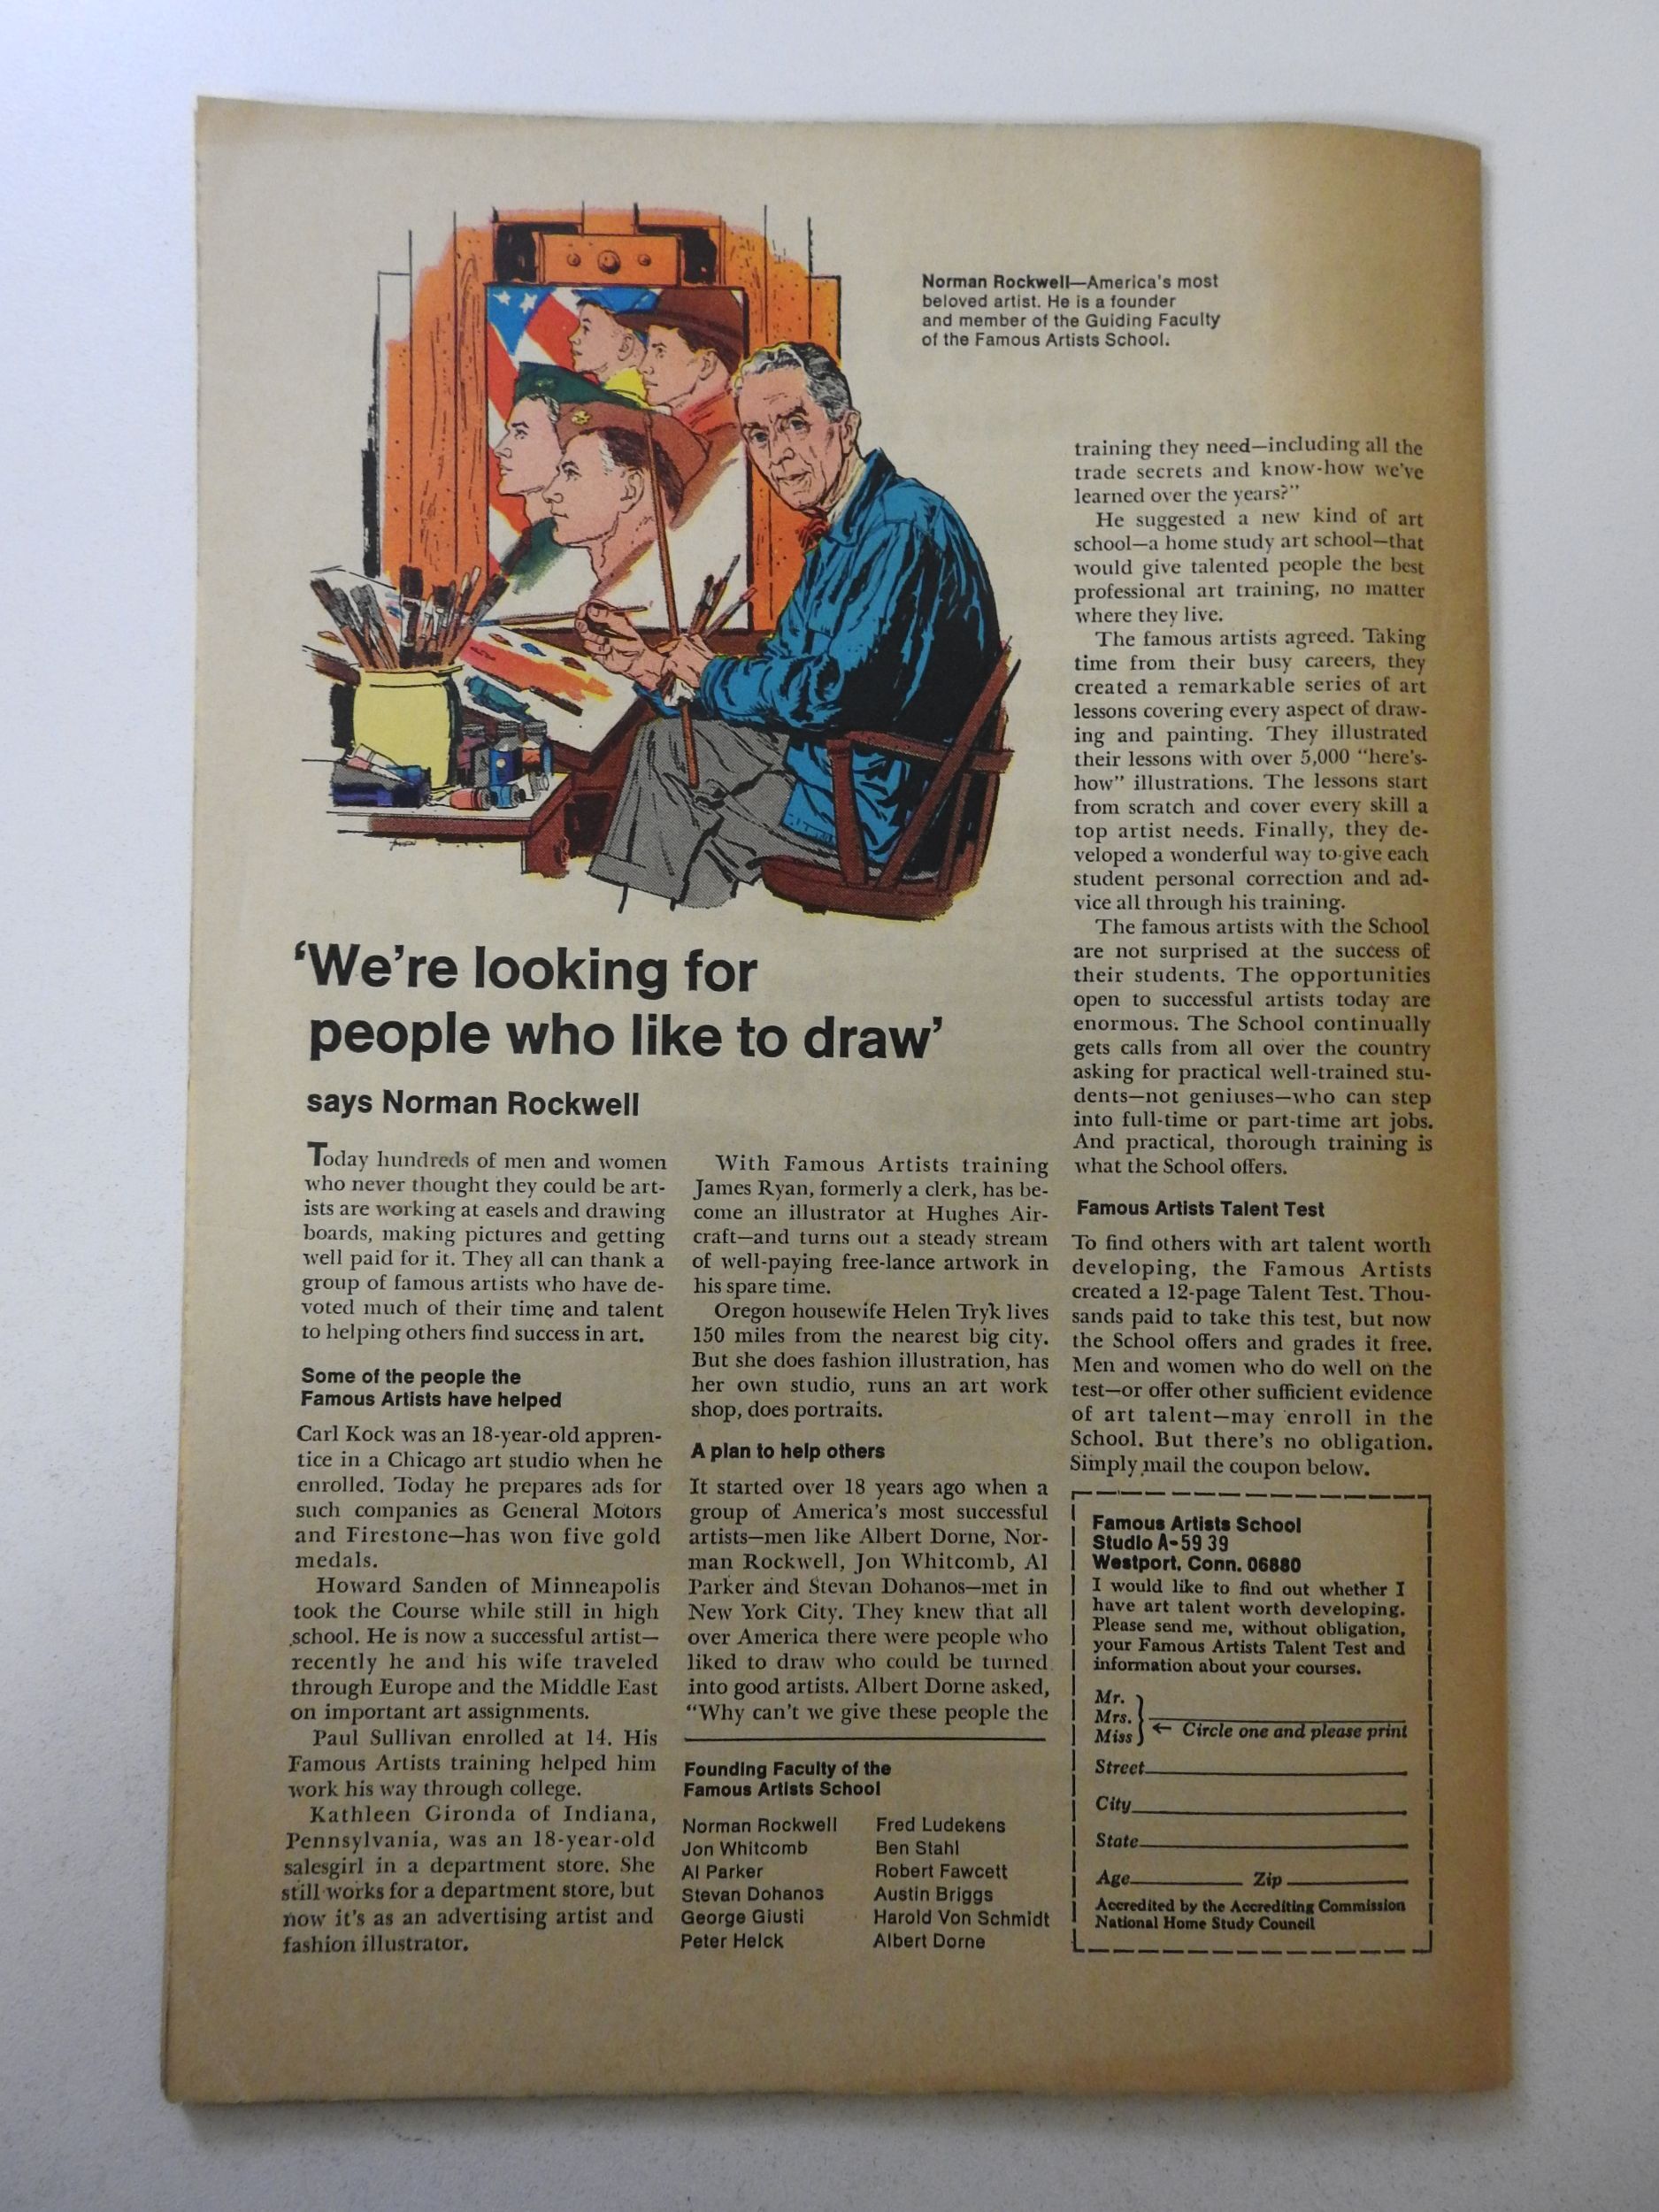 Norman Rockwell—America's most
beloved artist. He is a founder
and member of the Guiding Faculty
of the Famous Artists School.
‘We’re looking for
people who like to draw’
says Norman Rockwell
Today hundreds of men and women
who never thought they could be art-
ists are working at easels and drawing
boards, making pictures and getting
well paid for it. They all can thank a
group of famous artists who have de-
voted much of their time and talent
to helping others find success in art.
Some of the people the
Famous Artists have helped
Carl Kock was an 18-year-old appren-
tice in a Chicago art studio when he
enrolled. Today he prepares ads for
such companies as General Motors
and Firestone—has won five gold
medals.
Howard Sanden of Minneapolis
took the Course while still in high
school. He is now a successful artist—
recently he and his wife traveled
through Europe and the Middle East
on important art assignments.
Paul Sullivan enrolled at 14. His
Famous Artists training helped him
work his way through college.
Kathleen Gironda of Indiana,
Pennsylvania, was an 18-year-old
salesgirl in a department store. She
still works for a department store, but
now it's as an advertising artist and
fashion illustrator.
With Famous Artists training
James Ryan, formerly a clerk, has be-
come an illustrator at Hughes Air-
craft—and turns out a steady stream
of well-paying free-lance artwork in
his spare time.
Oregon housewife Helen Tryk lives
150 miles from the nearest big city.
But she does fashion illustration, has
her own studio, runs an art work
shop, does portraits.
A plan to help others
It started over 18 years ago when a
group of America's most successful
artists—men like Albert Dorne, Nor-
man Rockwell, Jon Whitcomb, Al
Parker and Stevan Dohanos—met in
New York City. They knew that all
over America there were people who
liked to draw who could be turned
into good artists. Albert Dorne asked,
“Why can't we give these people the
Founding Faculty of the
Famous Artists School
Norman Rockwell
Jon Whitcomb
Al Parker
Stevan Dohanos
George Giusti
Peter Helck
Fred Ludekens
Ben Stahl
Robert Fawcett
Austin Briggs
Harold Von Schmidt
Albert Dorne
training they need—including all the
trade secrets and know-how we've
learned over the years?”
He suggested a new kind of art
school—a home study art school—that
would give talented people the best
professional art training, no matter
where they live.
The famous artists agreed. Taking
time from their busy careers, they
created a remarkable series of art
lessons covering every aspect of draw-
ing and painting. They illustrated
their lessons with over 5,000 “here's-
how” illustrations. The lessons start
from scratch and cover every skill a
top artist needs. Finally, they de-
veloped a wonderful way to give each
student personal correction and ad-
vice all through his training.
The famous artists with the School
are not surprised at the success of
their students. The opportunities
open to successful artists today are
enormous. The School continually
gets calls from all over the country
asking for practical well-trained stu-
dents—not geniuses—who can step
into full-time or part-time art jobs.
And practical, thorough training is
what the School offers.
Famous Artists Talent Test
To find others with art talent worth
developing, the Famous Artists
created a 12-page Talent Test. Thou-
sands paid to take this test, but now
the School offers and grades it free.
Men and women who do well on the
test—or offer other sufficient evidence
of art talent—may enroll in the
School. But there's no obligation.
Simply mail the coupon below.
Famous Artists School
Studio A-59 39
Westport, Conn. 06880
I would like to find out whether I
have art talent worth developing.
Please send me, without obligation,
your Famous Artists Talent Test and
information about your courses.
Mr.
Mrs.
Miss
← Circle one and please print
Street
City
State
Age Zip
Accredited by the Accrediting Commission
National Home Study Council